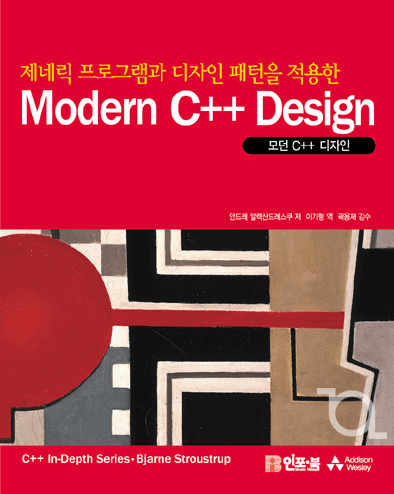 제네릭 프로그램과 디자인 패턴을 적용한
Modern C++ Design
모던 C++ 디자인
안드레 알렉산드레스쿠 저 이기형 역 곽용재 감수
C++ In-Depth Series • Bjarne Stroustrup
인포·북
Addison
Wesley